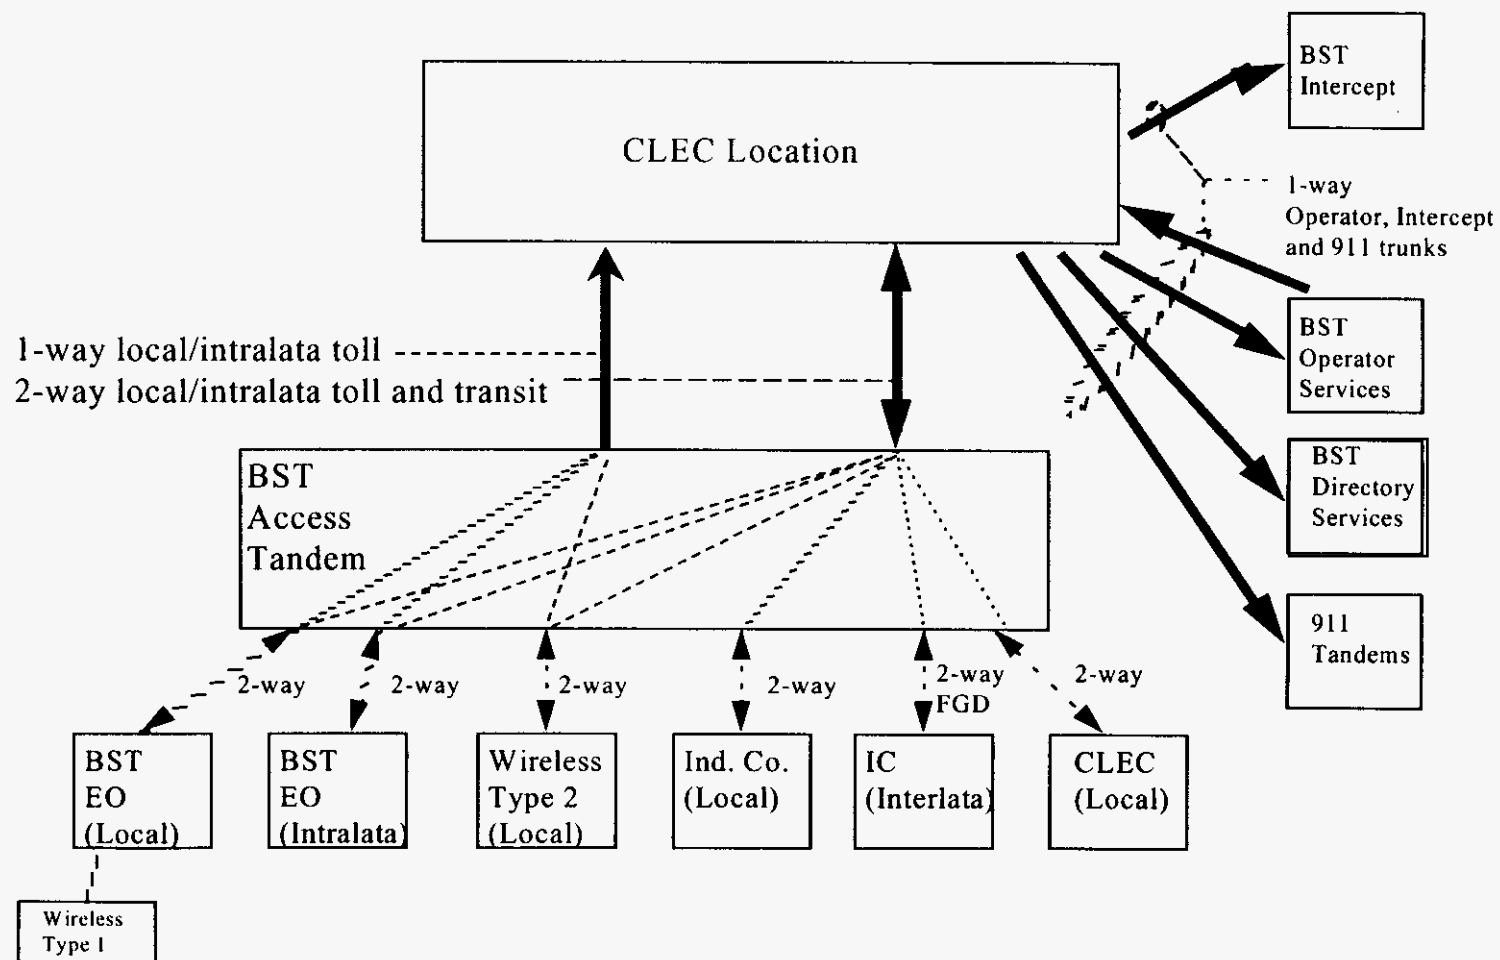 BST
Intercept
CLEC Location
1-way
Operator, Intercept
and 911 trunks
BST
Operator
Services
1-way local/intralata toll
2-way local/intralata toll and transit
BST
Access
Tandem
BST
Directory
Services
911
Tandems
2-way
2-way
2-way
2-way
2-way
FGD
2-way
BST
EO
(Local)
BST
EO
(Intralata)
Wireless
Type 2
(Local)
Ind. Co.
(Local)
IC
(Interlata)
CLEC
(Local)
Wireless
Type 1